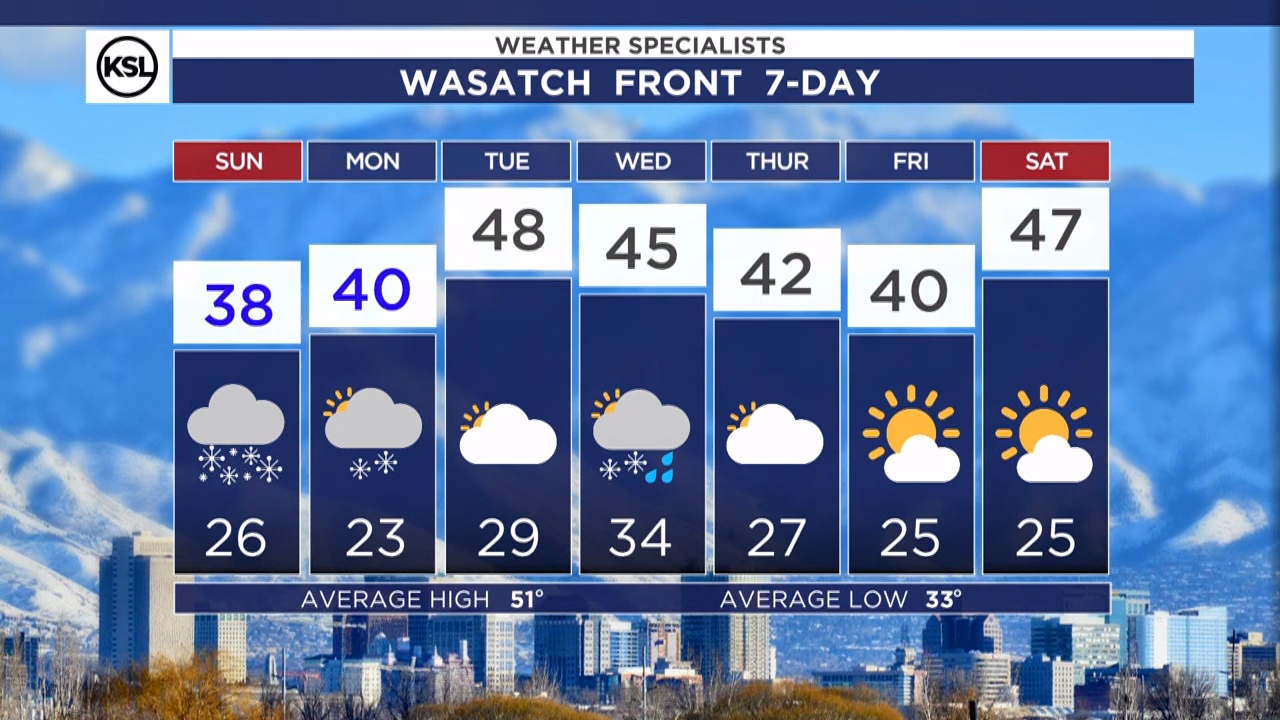 KSL
WEATHER SPECIALISTS
WASATCH FRONT 7-DAY
SUN MON TUE WED THUR FRI SAT
38 40 48 45 42 40 47
26 23 29 34 27 25 25
AVERAGE HIGH 51° AVERAGE LOW 33°